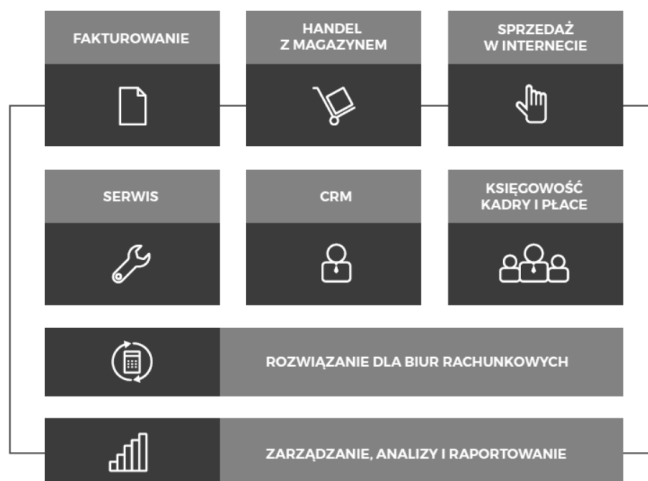 FAKTUROWANIE
HANDEL
Z MAGAZYNEM
SPRZEDAŻ
W INTERNECIE
SERWIS
CRM
KSIĘGOWOŚĆ
KADRY I PŁACE
ROZWIĄZANIE DLA BIUR RACHUNKOWYCH
ZARZĄDZANIE, ANALIZY I RAPORTOWANIE